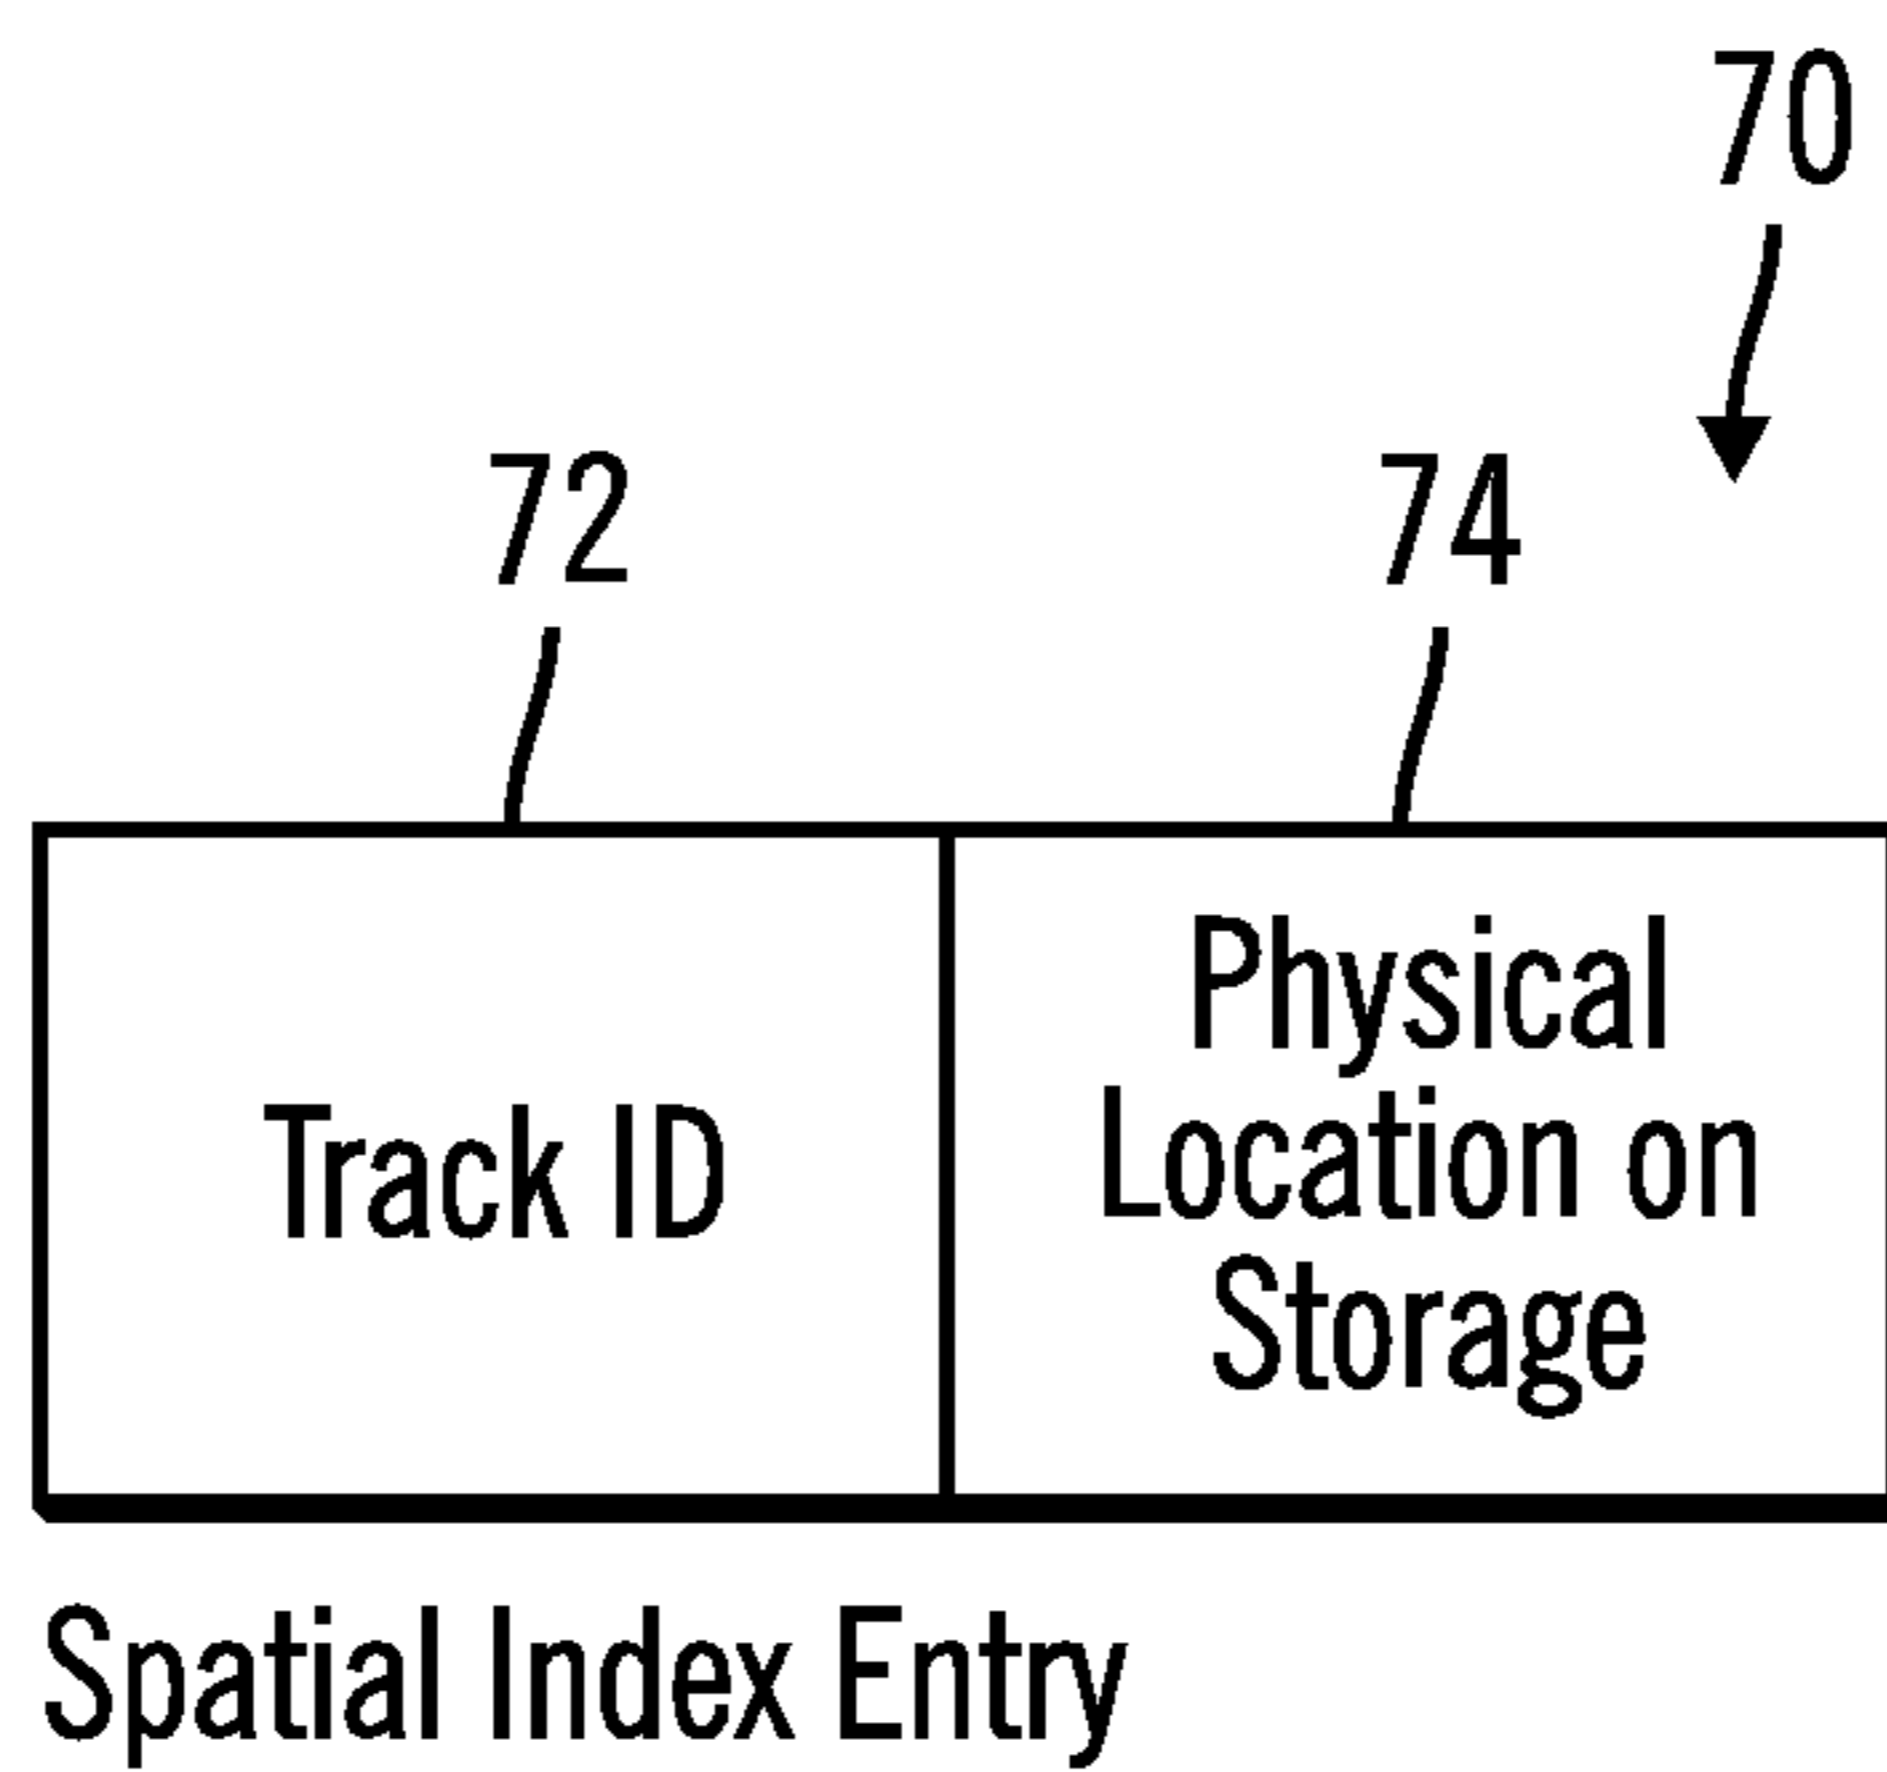 70
72
74
Track ID
Physical
Location on
Storage
Spatial Index Entry